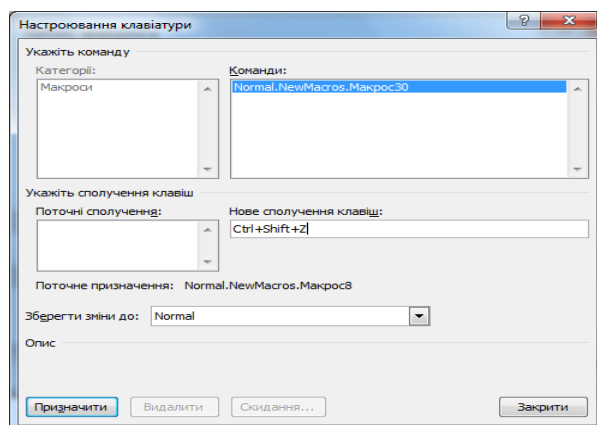 Настроювання клавіатури
Укажіть команду
Категорії: Команди:
Макроси Normal.NewMacros.Макрос30
Укажіть сполучення клавіш
Поточні сполучення: Нове сполучення клавіш:
Ctrl+Shift+Z
Поточне призначення: Normal.NewMacros.Макрос8
Зберегти зміни до: Normal
Опис
Призначити Видалити Скидання... Закрити